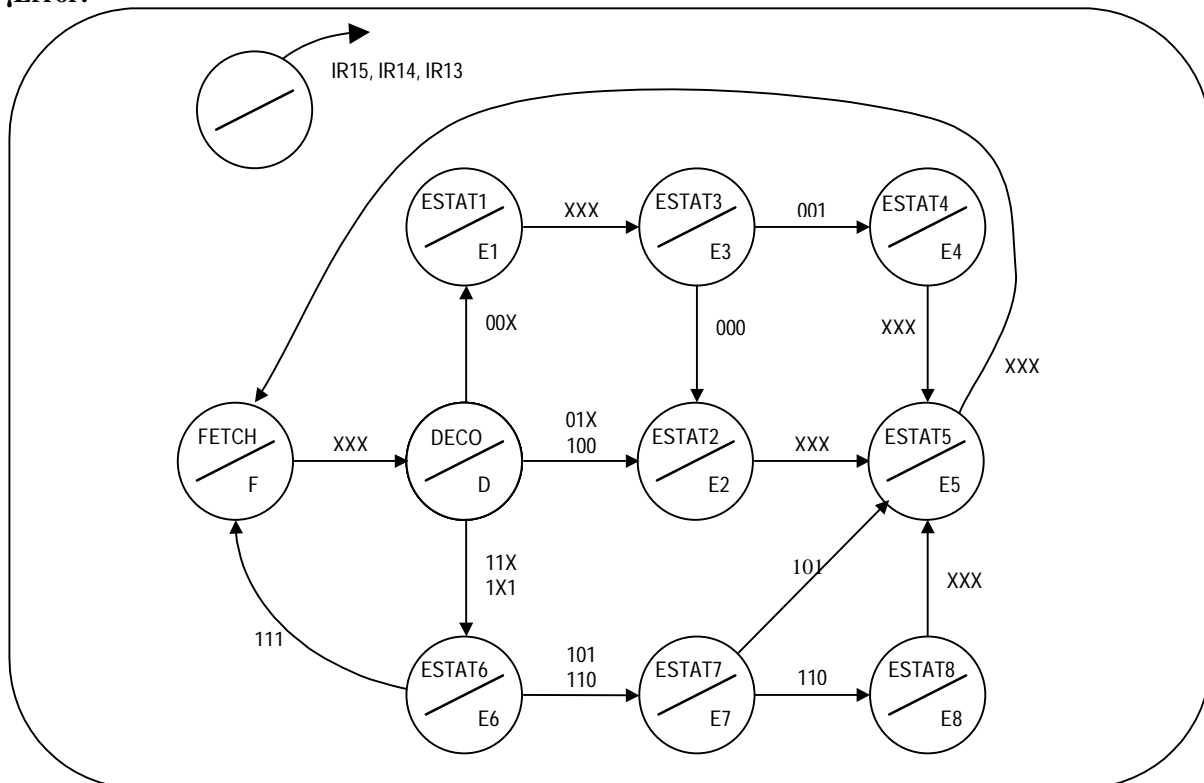 ¡Error!
IR15, IR14, IR13
ESTAT1
E1
XXX
ESTAT3
E3
001
ESTAT4
E4
00X
000
XXX
XXX
FETCH
F
XXX
DECO
D
01X
100
ESTAT2
E2
XXX
ESTAT5
E5
11X
1X1
101
XXX
111
ESTAT6
E6
101
110
ESTAT7
E7
110
ESTAT8
E8